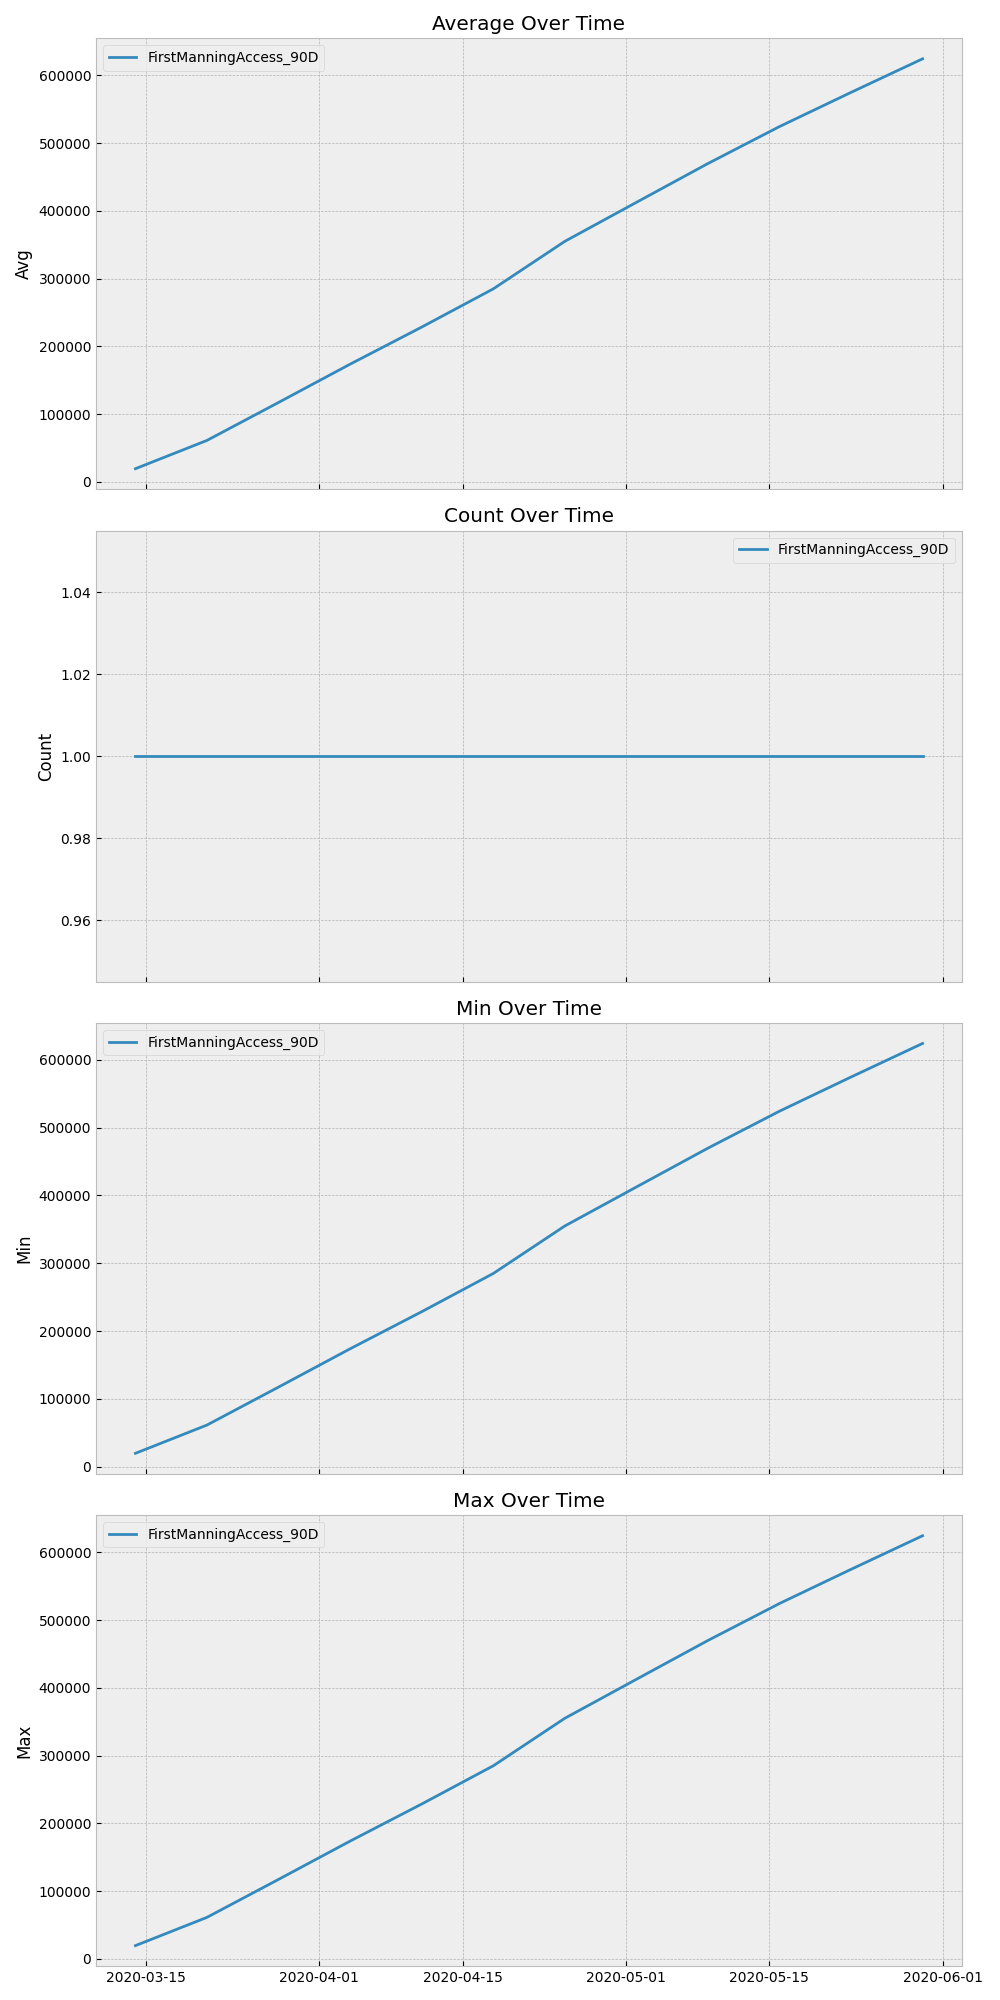 Average Over Time
FirstManningAccess_90D
600000
500000
400000
300000
200000
100000
0
Avg
Count Over Time
FirstManningAccess_90D
1.04
1.02
1.00
0.98
0.96
Count
Min Over Time
FirstManningAccess_90D
600000
500000
400000
300000
200000
100000
0
Min
Max Over Time
FirstManningAccess_90D
600000
500000
400000
300000
200000
100000
0
Max
2020-03-15
2020-04-01
2020-04-15
2020-05-01
2020-05-15
2020-06-01